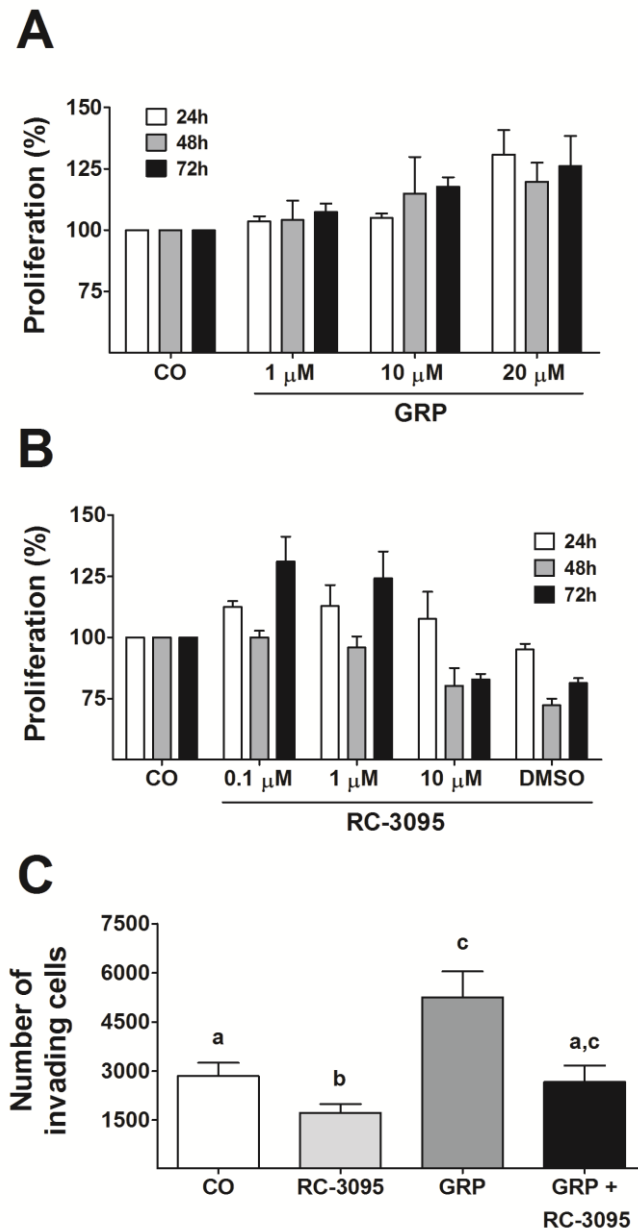 A
Proliferation (%)
150
125
100
75
24h
48h
72h
CO
1 μM
10 μM
20 μM
GRP
B
Proliferation (%)
150
125
100
75
24h
48h
72h
CO
0.1 μM
1 μM
10 μM
DMSO
RC-3095
C
Number of
invading cells
7500
6000
4500
3000
1500
a
b
c
a,c
CO
RC-3095
GRP
GRP +
RC-3095